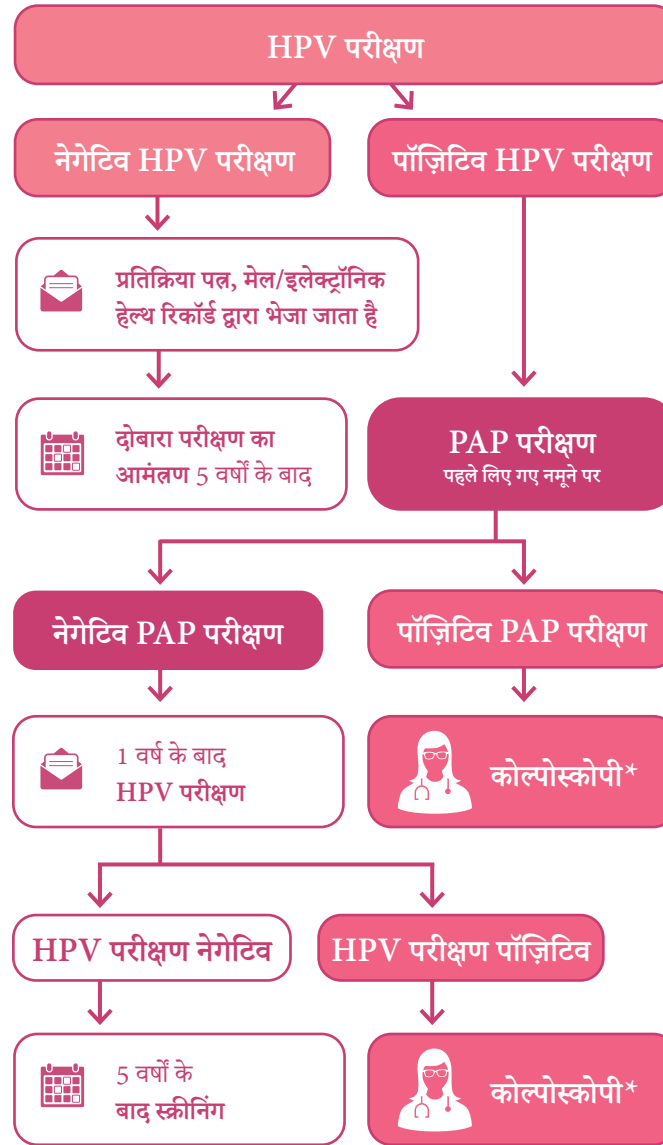 HPV परीक्षण
नेगेटिव HPV परीक्षण
पॉज़िटिव HPV परीक्षण
प्रतिक्रिया पत्र, मेल/इलेक्ट्रॉनिक
हेल्थ रिकॉर्ड द्वारा भेजा जाता है
दोबारा परीक्षण का
आमंत्रण 5 वर्षों के बाद
PAP परीक्षण
पहले लिए गए नमूने पर
नेगेटिव PAP परीक्षण
पॉज़िटिव PAP परीक्षण
1 वर्ष के बाद
HPV परीक्षण
कोल्पोस्कोपी*
HPV परीक्षण नेगेटिव
HPV परीक्षण पॉज़िटिव
5 वर्षों के
बाद स्क्रीनिंग
कोल्पोस्कोपी*